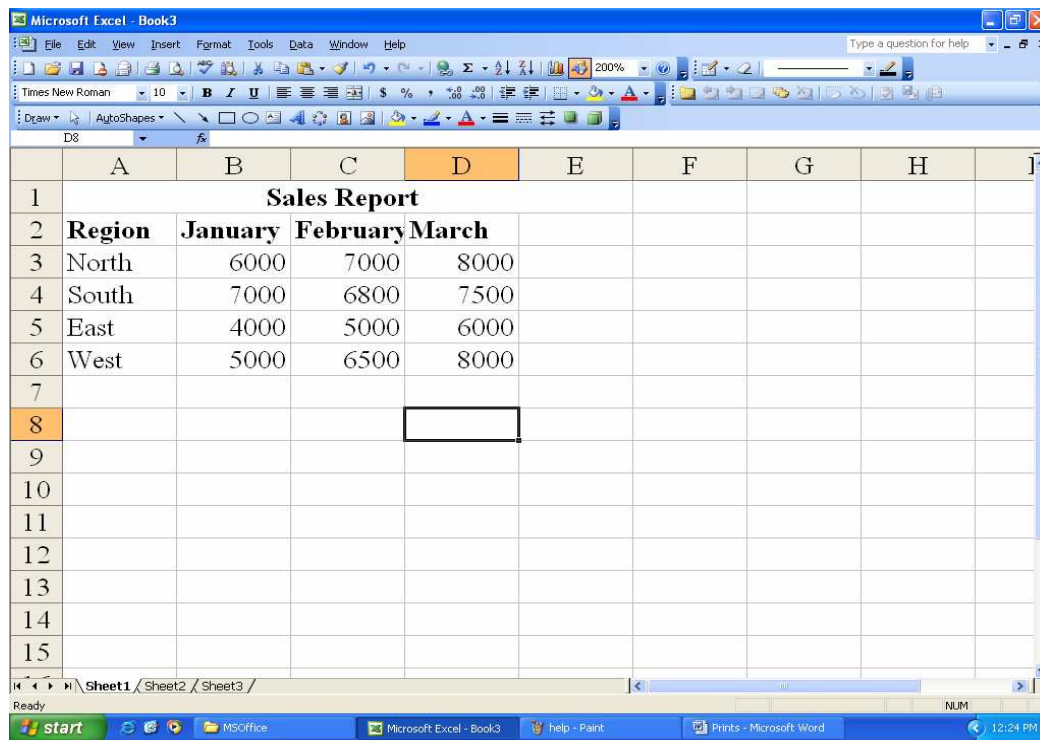 Microsoft Excel - Book3
File Edit View Insert Format Tools Data Window Help Type a question for help
200%
Times New Roman 10 B I U $ % ,
Draw AutoShapes
D8 fx
A B C D E F G H I
1 Sales Report
2 Region January February March
3 North 6000 7000 8000
4 South 7000 6800 7500
5 East 4000 5000 6000
6 West 5000 6500 8000
7
8
9
10
11
12
13
14
15
Sheet1 Sheet2 Sheet3
Ready NUM
start MSOffice Microsoft Excel - Book3 help - Paint Prints - Microsoft Word 12:24 PM